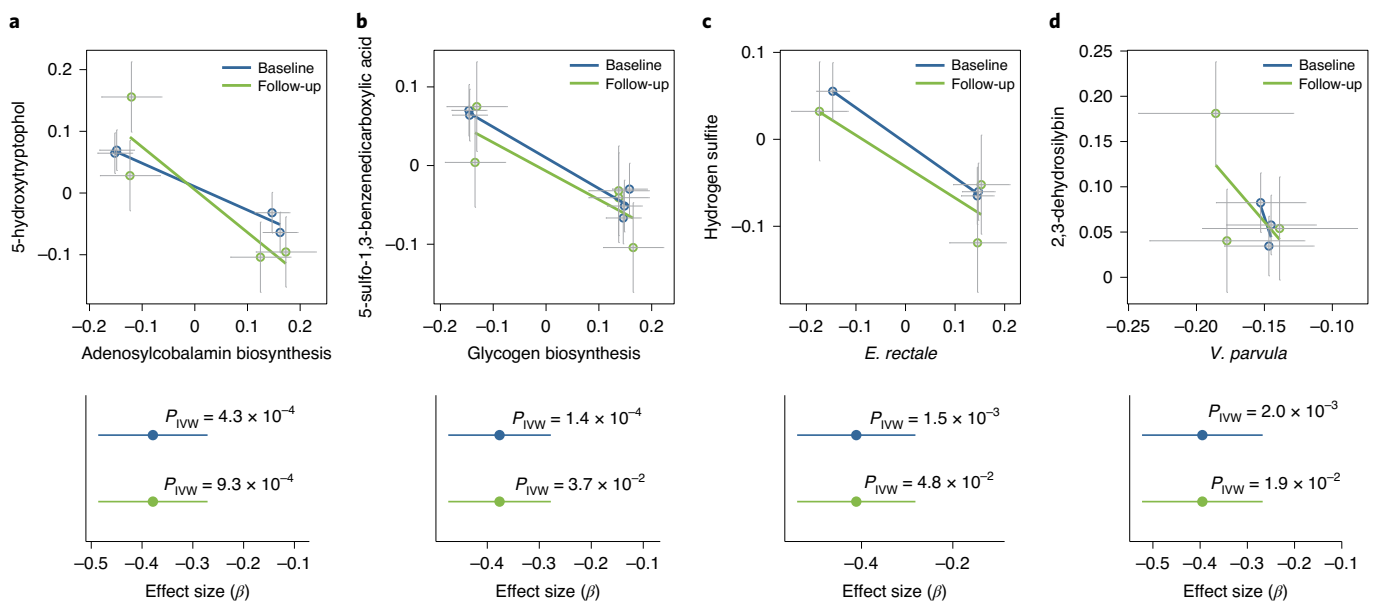 a
5-hydroxytryptophol
0.2
0.1
0
–0.1
Baseline
Follow-up
–0.2
–0.1
0
0.1
0.2
Adenosylcobalamin biosynthesis
b
5-sulfo-1,3-benzenedicarboxylic acid
0.1
0
–0.1
Baseline
Follow-up
–0.2
–0.1
0
0.1
0.2
Glycogen biosynthesis
c
Hydrogen sulfite
0.1
0
–0.1
Baseline
Follow-up
–0.2
–0.1
0
0.1
0.2
E. rectale
d
2,3-dehydrosilybin
0.25
0.20
0.15
0.10
0.05
0
Baseline
Follow-up
–0.25
–0.20
–0.15
–0.10
V. parvula
P_IVW = 4.3 × 10^–4
P_IVW = 9.3 × 10^–4
–0.5
–0.4
–0.3
–0.2
–0.1
Effect size (β)
P_IVW = 1.4 × 10^–4
P_IVW = 3.7 × 10^–2
–0.4
–0.3
–0.2
–0.1
Effect size (β)
P_IVW = 1.5 × 10^–3
P_IVW = 4.8 × 10^–2
–0.4
–0.2
Effect size (β)
P_IVW = 2.0 × 10^–3
P_IVW = 1.9 × 10^–2
–0.5
–0.4
–0.3
–0.2
–0.1
Effect size (β)